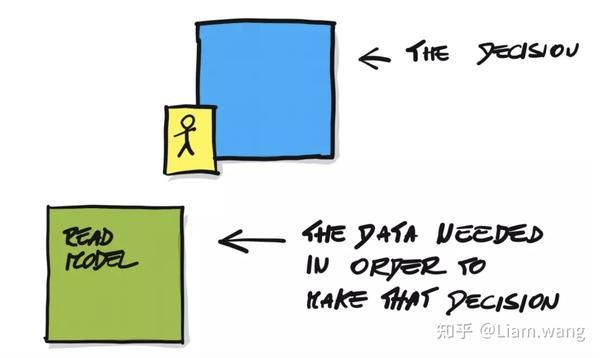 THE DECISION
READ
MODEL
THE DATA NEEDED
IN ORDER TO
MAKE THAT DECISION
知乎 @Liam.wang